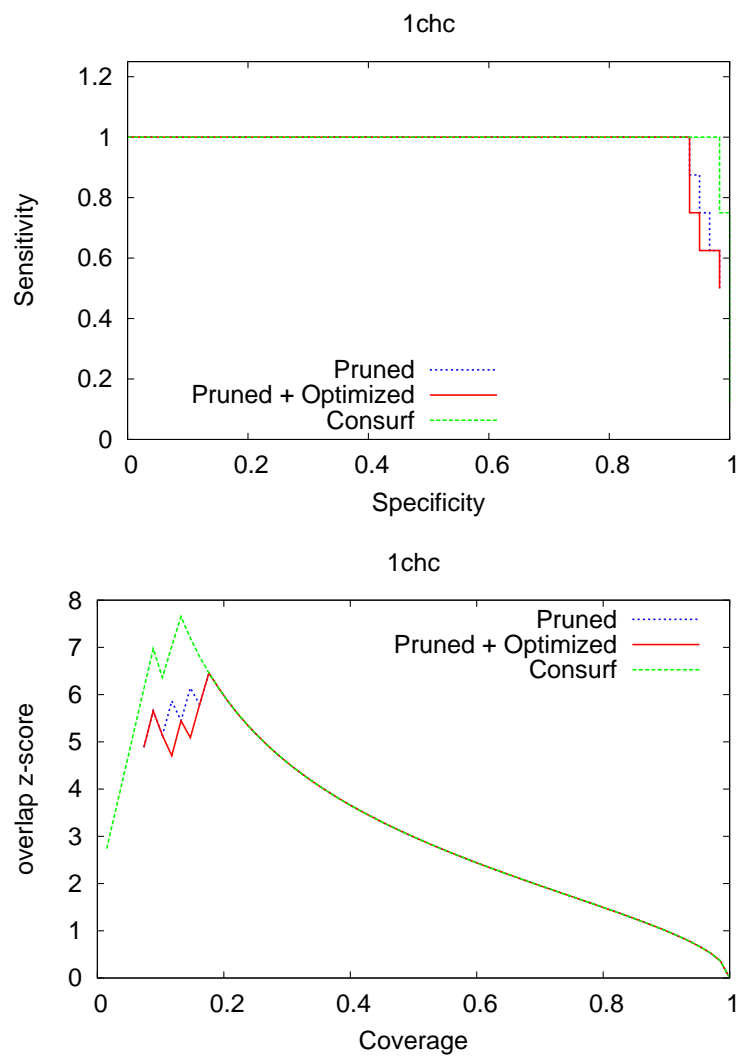 1chc
1.2
1
0.8
0.6
0.4
0.2
0
Sensitivity
Pruned
Pruned + Optimized
Consurf
0 0.2 0.4 0.6 0.8 1
Specificity
1chc
8
7
6
5
4
3
2
1
0
overlap z-score
Pruned
Pruned + Optimized
Consurf
0 0.2 0.4 0.6 0.8 1
Coverage